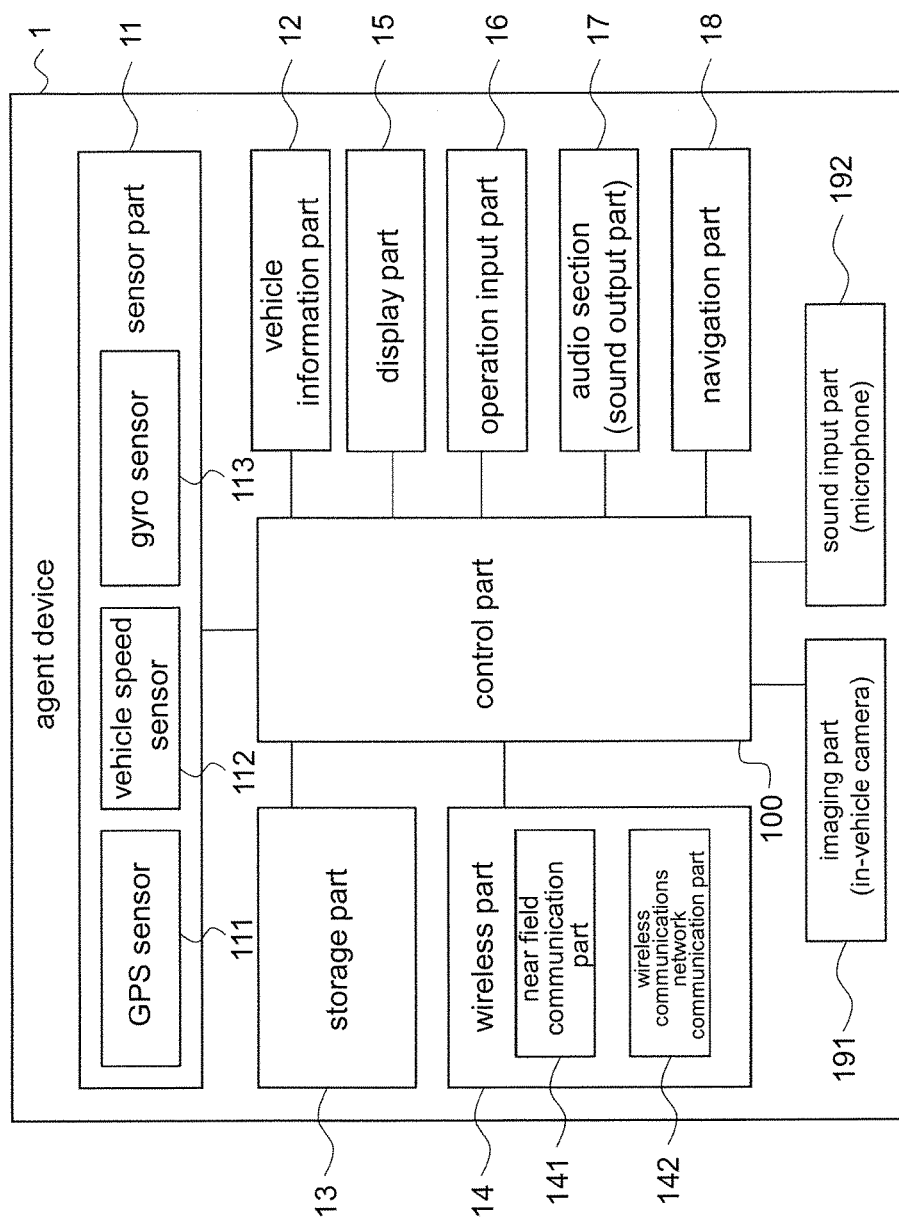 1
agent device
11
sensor part
GPS sensor
111
vehicle speed
sensor
112
gyro sensor
113
12
vehicle
information part
15
display part
16
operation input part
17
audio section
(sound output part)
18
navigation part
control part
100
13
storage part
14
wireless part
141
near field
communication
part
142
wireless
communications
network
communication part
191
imaging part
(in-vehicle camera)
192
sound input part
(microphone)